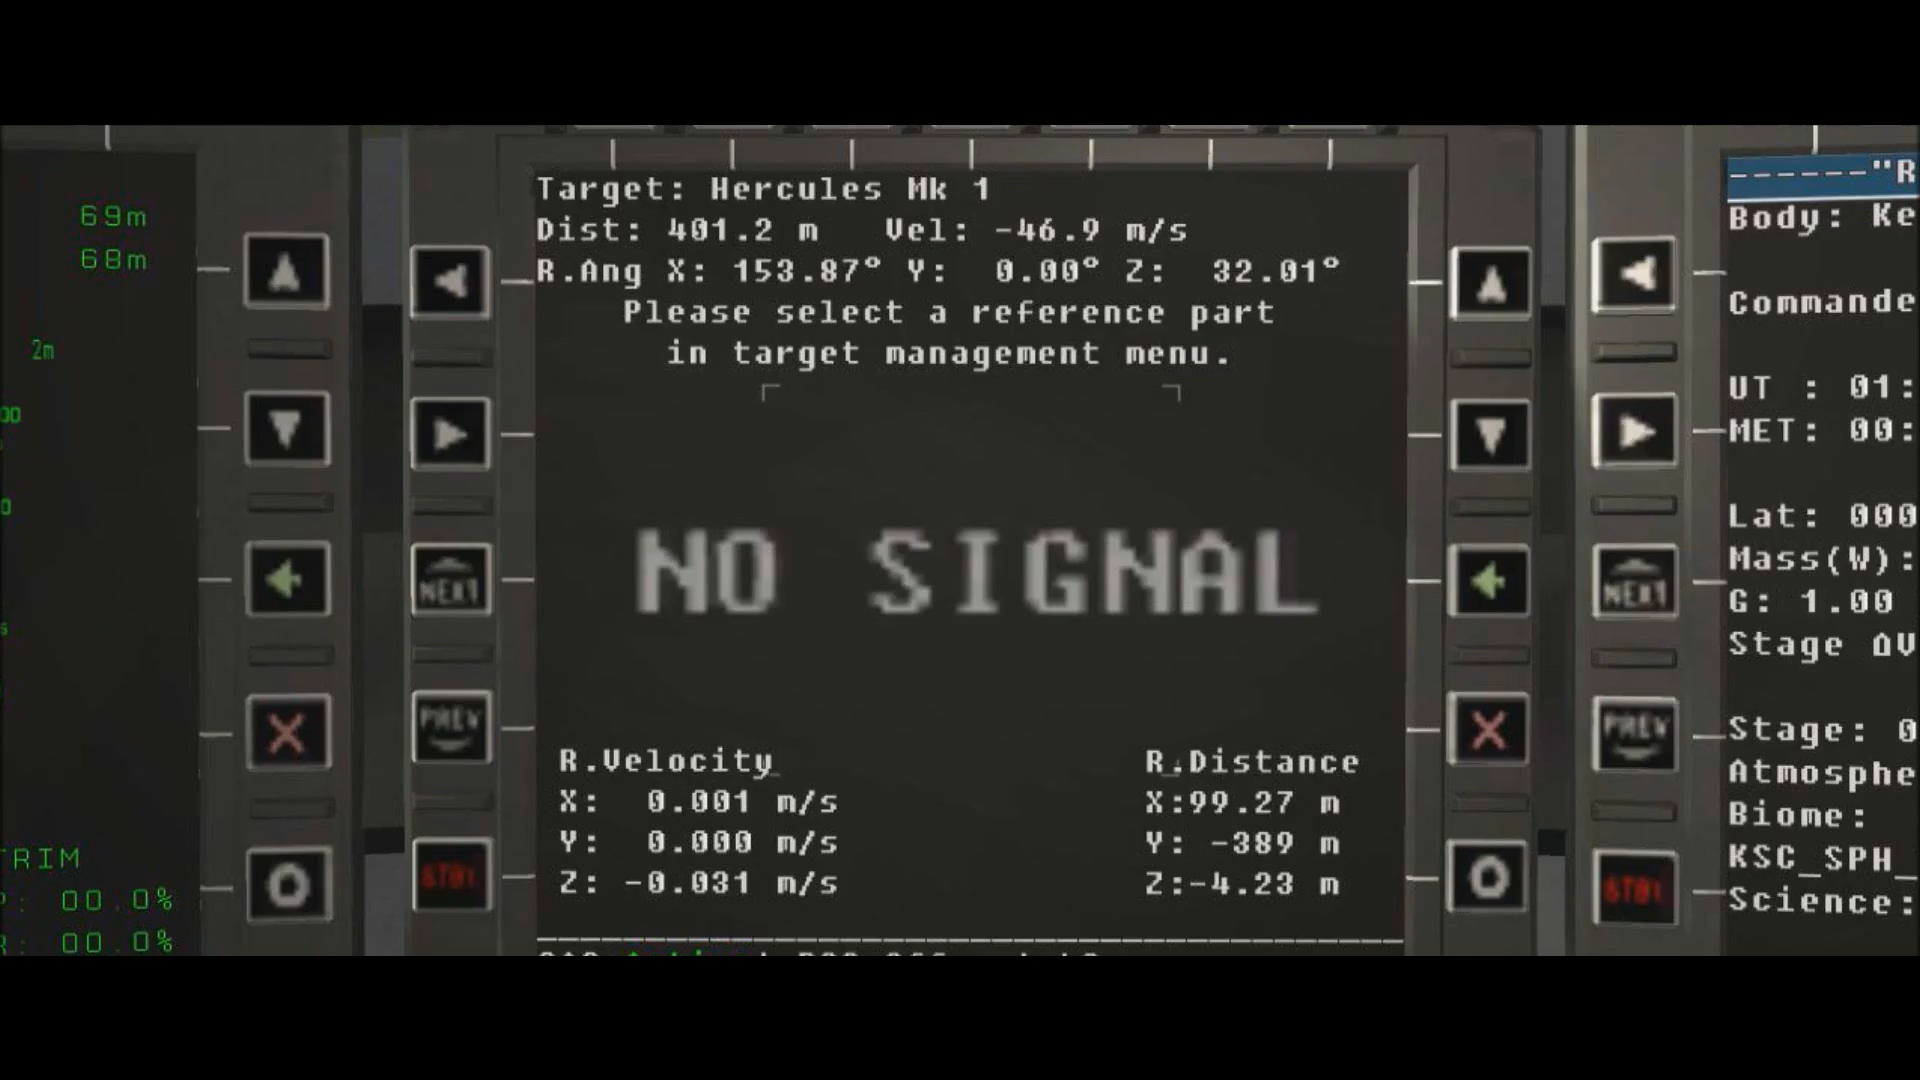 69m
68m
2m
TRIM
00.0%
00.0%
NEXT
PREV
STBY
Target: Hercules Mk 1
Dist: 401.2 m Vel: -46.9 m/s
R.Ang X: 153.87° Y: 0.00° Z: 32.01°
Please select a reference part
in target management menu.
NO SIGNAL
R.Velocity
X: 0.001 m/s
Y: 0.000 m/s
Z: -0.031 m/s
R.Distance
X:99.27 m
Y: -389 m
Z:-4.23 m
NEXT
PREV
STBY
------"R
Body: Ke
Commande
UT : 01:
MET: 00:
Lat: 000
Mass(W):
G: 1.00
Stage ΔV
Stage: 0
Atmosphe
Biome:
KSC_SPH_
Science: